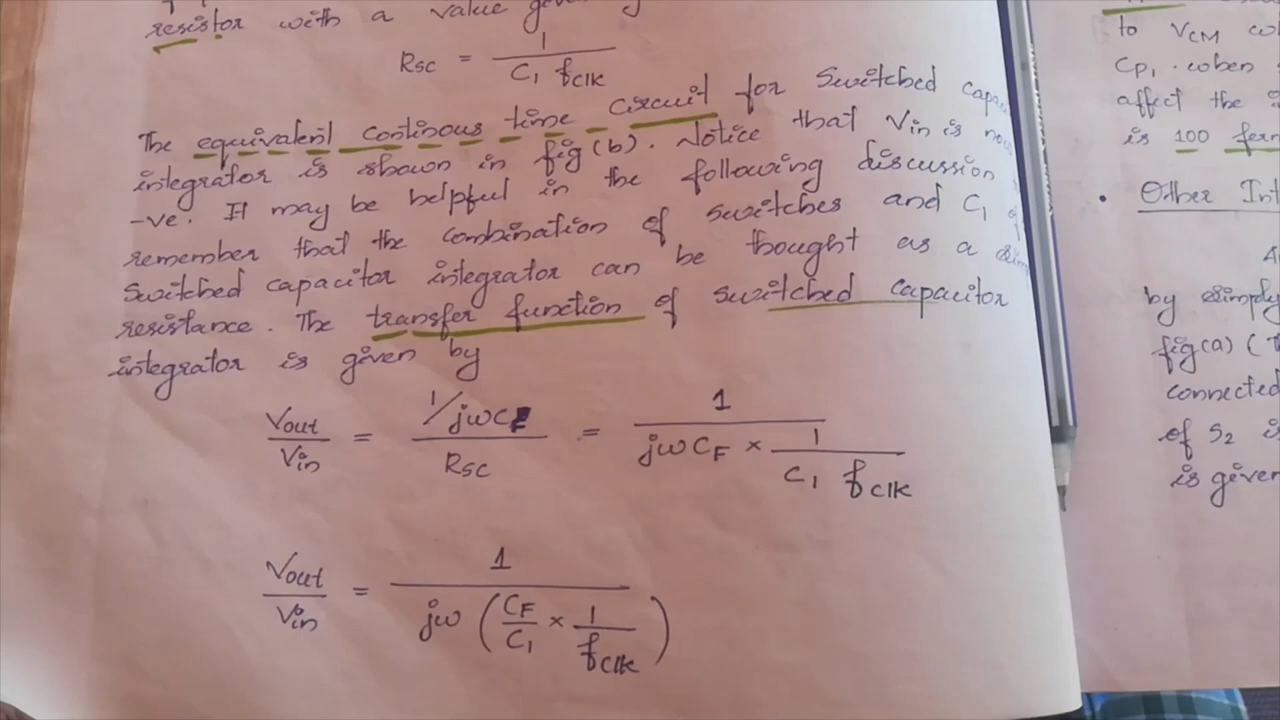 resistor with a value
Rsc = 1 / C1 fclk
The equivalent continous time circuit for Switched
integrator is shown in fig(b). Notice that Vin is
-ve. It may be helpful in the following discussion
remember that the combination of switches and C1 of
switched capacitor integrator can be thought as a
resistance. The transfer function of switched capacitor
integrator is given by
Vout/Vin = 1/jωCF / Rsc = 1 / jωCF × 1/C1 fclk
Vout/Vin = 1 / jω (CF/C1 × 1/fclk)
to VCM
Cp1. when
affect the
is 100
• Other Int
by simply
fig(a) (
connected
of S2
is given